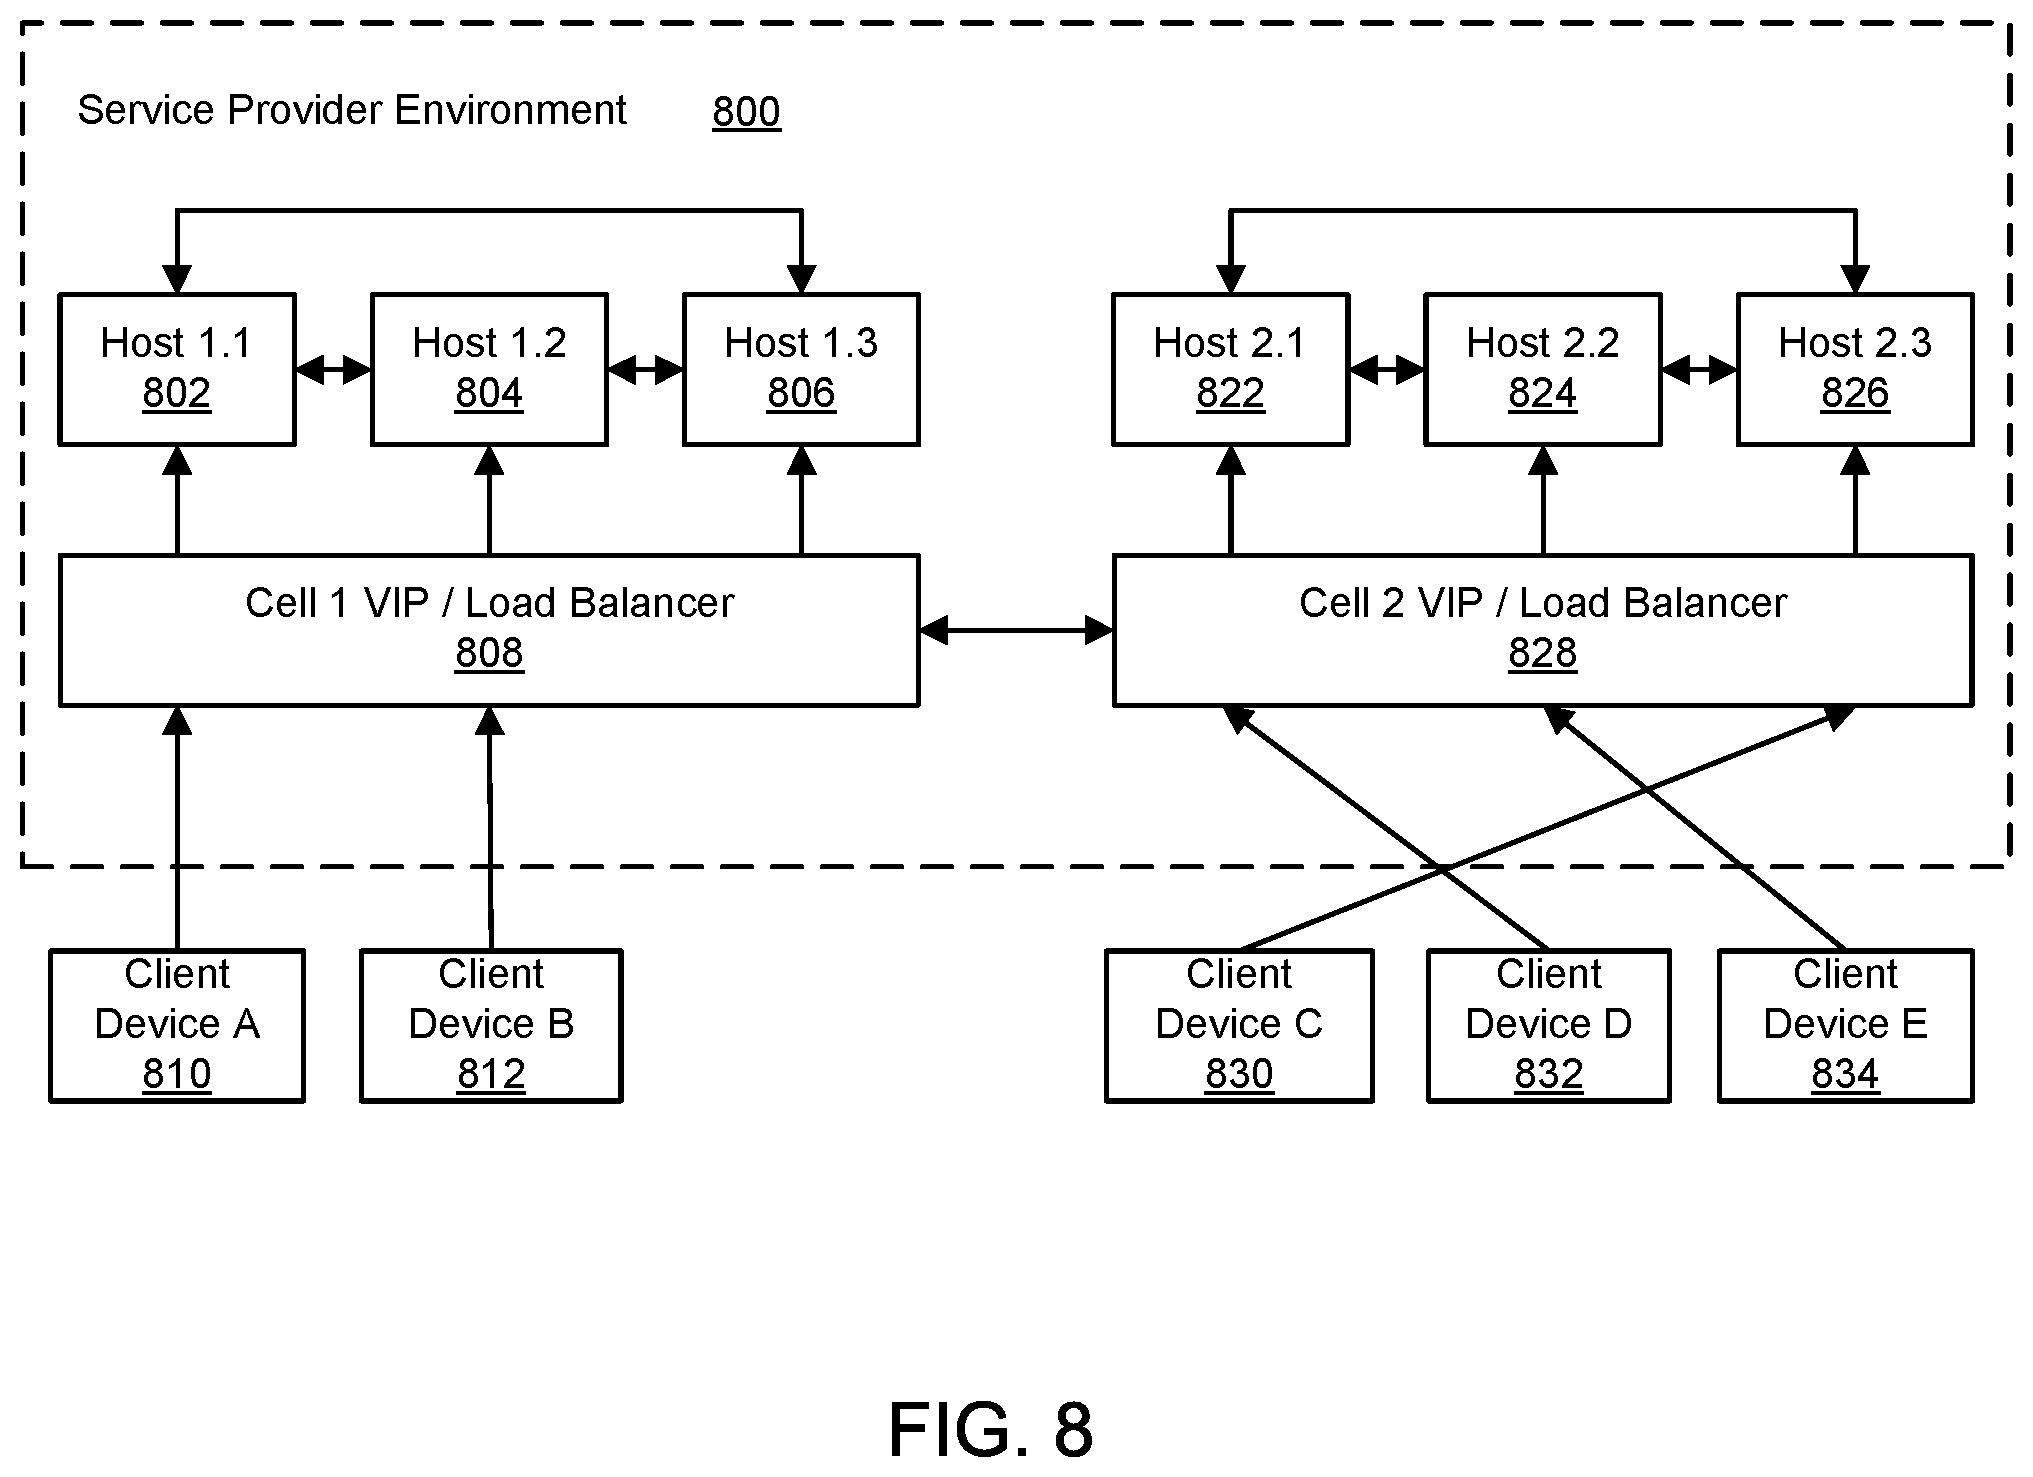 Service Provider Environment 800
Host 1.1
802
Host 1.2
804
Host 1.3
806
Host 2.1
822
Host 2.2
824
Host 2.3
826
Cell 1 VIP / Load Balancer
808
Cell 2 VIP / Load Balancer
828
Client
Device A
810
Client
Device B
812
Client
Device C
830
Client
Device D
832
Client
Device E
834
FIG. 8